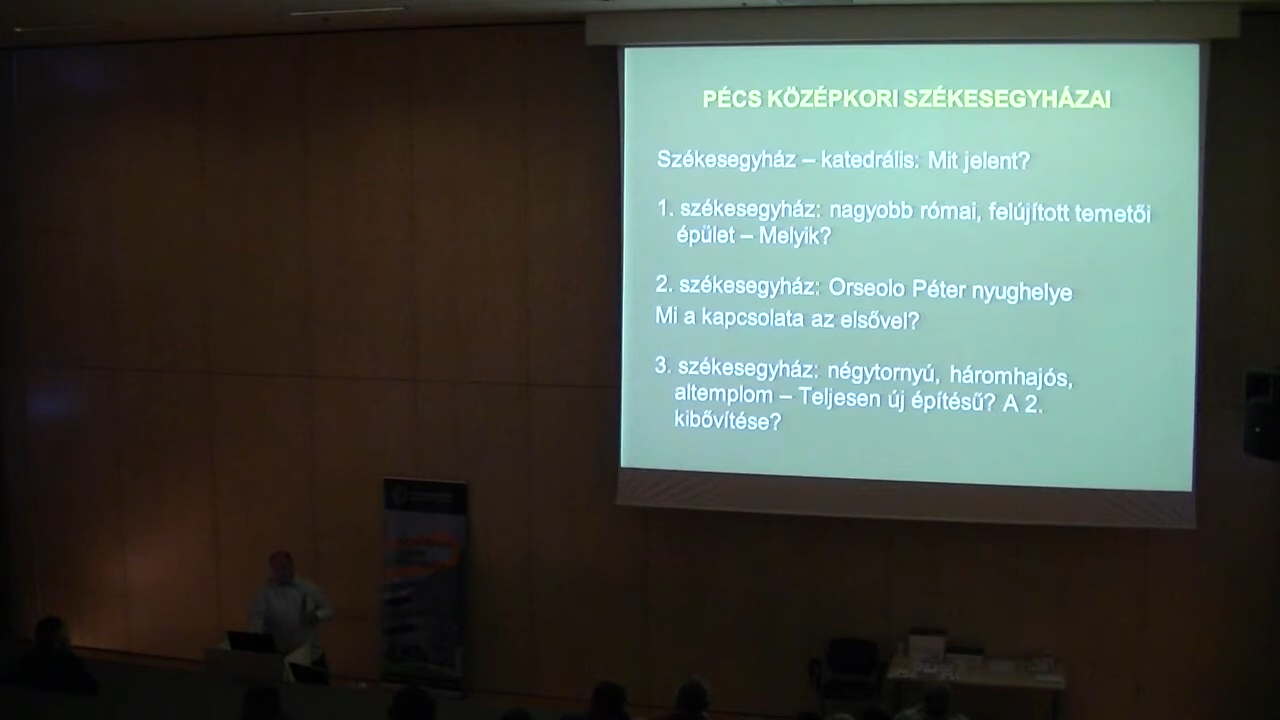 PÉCS KÖZÉPKORI SZÉKESEGYHÁZAI
Székesegyház – katedrális: Mit jelent?
1. székesegyház: nagyobb római, felújított temetői
épület – Melyik?
2. székesegyház: Orseolo Péter nyughelye
Mi a kapcsolata az elsővel?
3. székesegyház: négytornyú, háromhajós,
altemplom – Teljesen új építésű? A 2.
kibővítése?